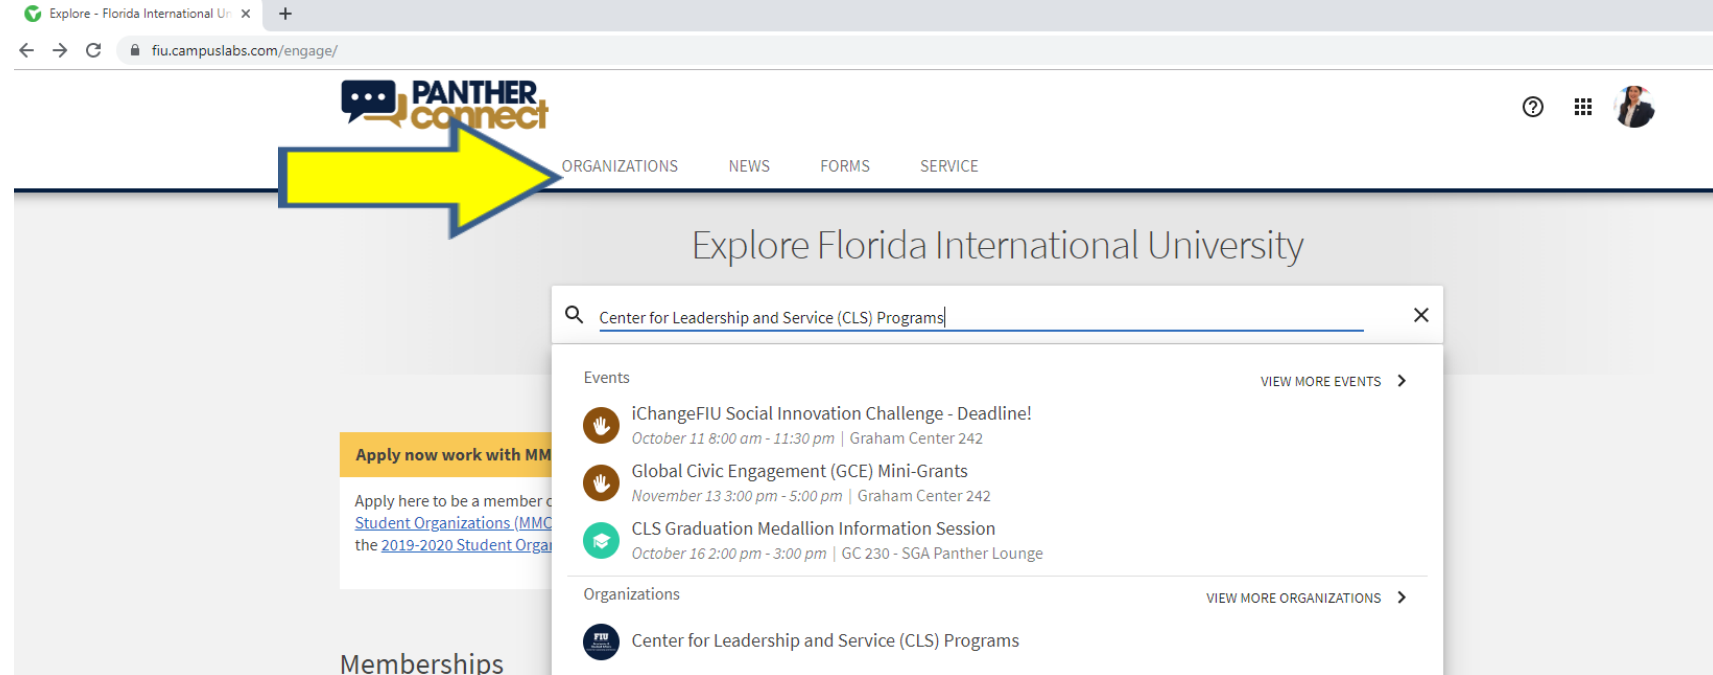 Explore - Florida International Un
fiu.campuslabs.com/engage/
PANTHER
connect
ORGANIZATIONS NEWS FORMS SERVICE
Explore Florida International University
Center for Leadership and Service (CLS) Programs
Events
VIEW MORE EVENTS
iChangeFIU Social Innovation Challenge - Deadline!
October 11 8:00 am - 11:30 pm | Graham Center 242
Global Civic Engagement (GCE) Mini-Grants
November 13 3:00 pm - 5:00 pm | Graham Center 242
CLS Graduation Medallion Information Session
October 16 2:00 pm - 3:00 pm | GC 230 - SGA Panther Lounge
Organizations
VIEW MORE ORGANIZATIONS
FIU
Center for Leadership and Service (CLS) Programs
Apply now work with MM
Apply here to be a member
Student Organizations (MMC
the 2019-2020 Student Orga
Memberships